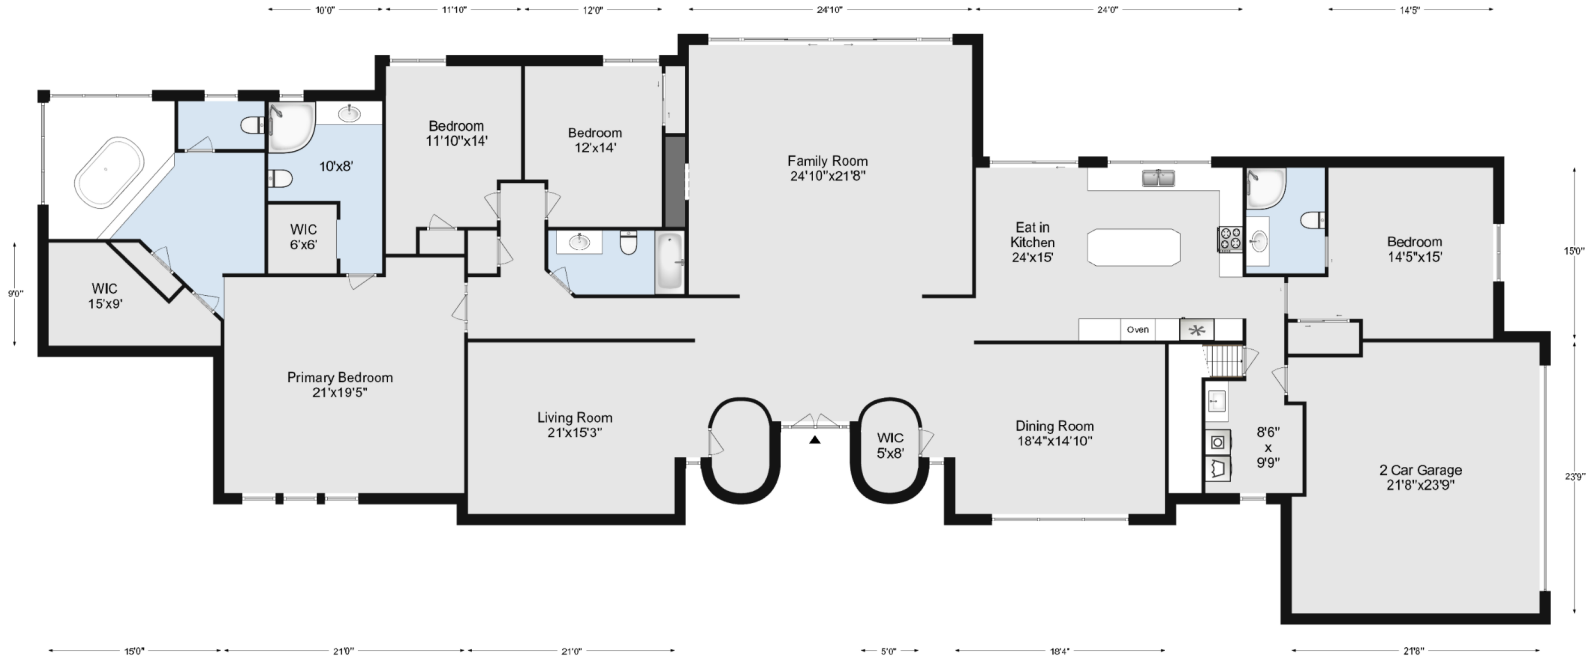 10'0"
11'10"
12'0"
24'10"
24'0"
14'5"
Bedroom
11'10"x14'
Bedroom
12'x14'
10'x8'
Family Room
24'10"x21'8"
WIC
6'x6'
Eat in
Kitchen
24'x15'
Bedroom
14'5"x15'
15'0"
WIC
15'x9'
9'0"
Oven
Primary Bedroom
21'x19'5"
Living Room
21'x15'3"
WIC
5'x8'
Dining Room
18'4"x14'10"
8'6"
x
9'9"
2 Car Garage
21'8"x23'9"
23'9"
15'0"
21'0"
21'0"
5'0"
18'4"
21'8"